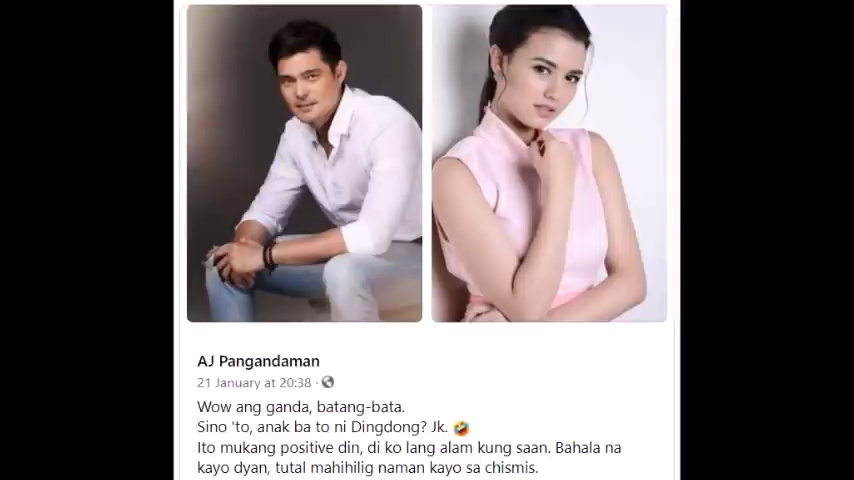 AJ Pangandaman
21 January at 20:38 ·
Wow ang ganda, batang-bata.
Sino 'to, anak ba to ni Dingdong? Jk. 🤣
Ito mukang positive din, di ko lang alam kung saan. Bahala na
kayo dyan, tutal mahihilig naman kayo sa chismis.